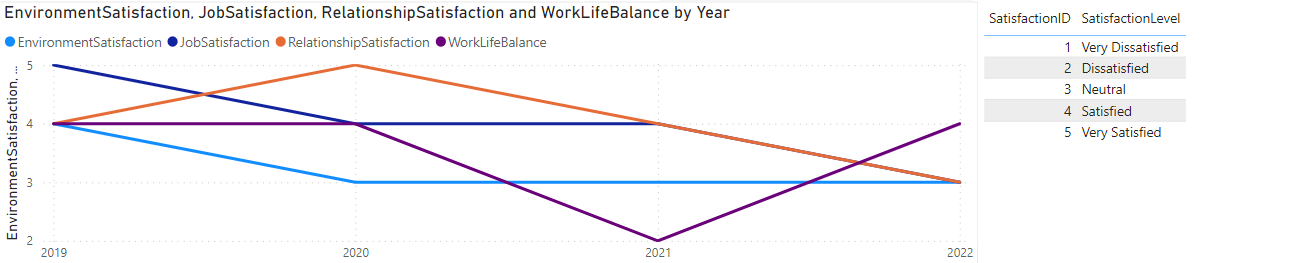 EnvironmentSatisfaction, JobSatisfaction, RelationshipSatisfaction and WorkLifeBalance by Year
EnvironmentSatisfaction JobSatisfaction RelationshipSatisfaction WorkLifeBalance
EnvironmentSatisfaction, ...
5
4
3
2
2019 2020 2021 2022
SatisfactionID SatisfactionLevel
1 Very Dissatisfied
2 Dissatisfied
3 Neutral
4 Satisfied
5 Very Satisfied